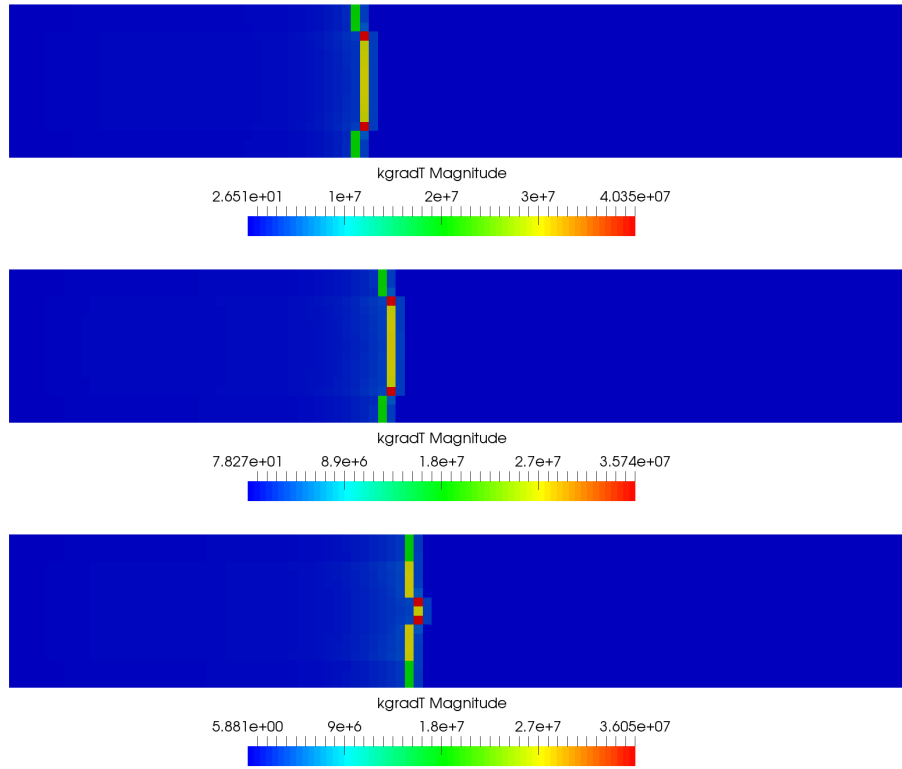 kgradT Magnitude
2.651e+01 1e+7 2e+7 3e+7 4.035e+07
kgradT Magnitude
7.827e+01 8.9e+6 1.8e+7 2.7e+7 3.574e+07
kgradT Magnitude
5.881e+00 9e+6 1.8e+7 2.7e+7 3.605e+07